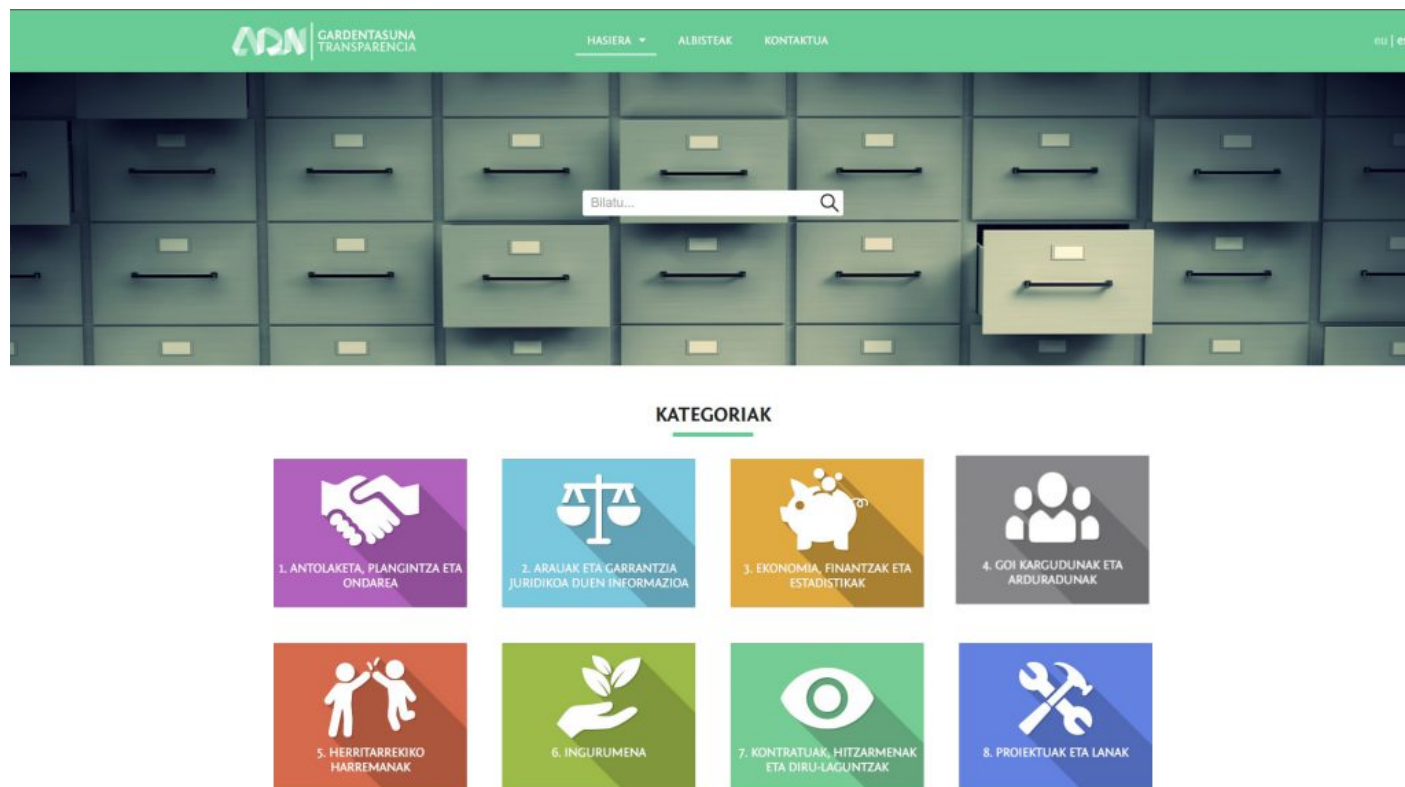 ADN
GARDENTASUNA
TRANSPARENCIA
HASIERA
ALBISTEAK
KONTAKTUA
eu | es
Bilatu...
KATEGORIAK
1. ANTOLAKETA, PLANGINTZA ETA
ONDAREA
2. ARAUAK ETA GARRANTZIA
JURIDIKOA DUEN INFORMAZIOA
3. EKONOMIA, FINANTZAK ETA
ESTADISTIKAK
4. GOI KARGUDUNAK ETA
ARDURADUNAK
5. HERRITARREKIKO
HARREMANAK
6. INGURUMENA
7. KONTRATUAK, HITZARMENAK
ETA DIRU-LAGUNTZAK
8. PROIEKTUAK ETA LANAK